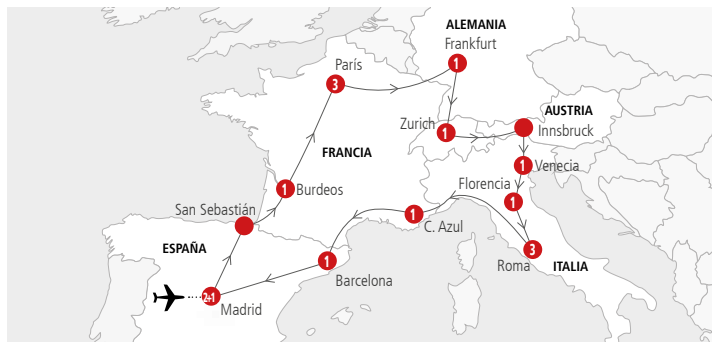 ALEMANIA
Frankfurt
1
París
3
Zurich
1
AUSTRIA
Innsbruck
FRANCIA
Venecia
1
Burdeos
1
Florencia
1
San Sebastián
C. Azul
1
ESPAÑA
Roma
3
ITALIA
Barcelona
1
Madrid
2+1